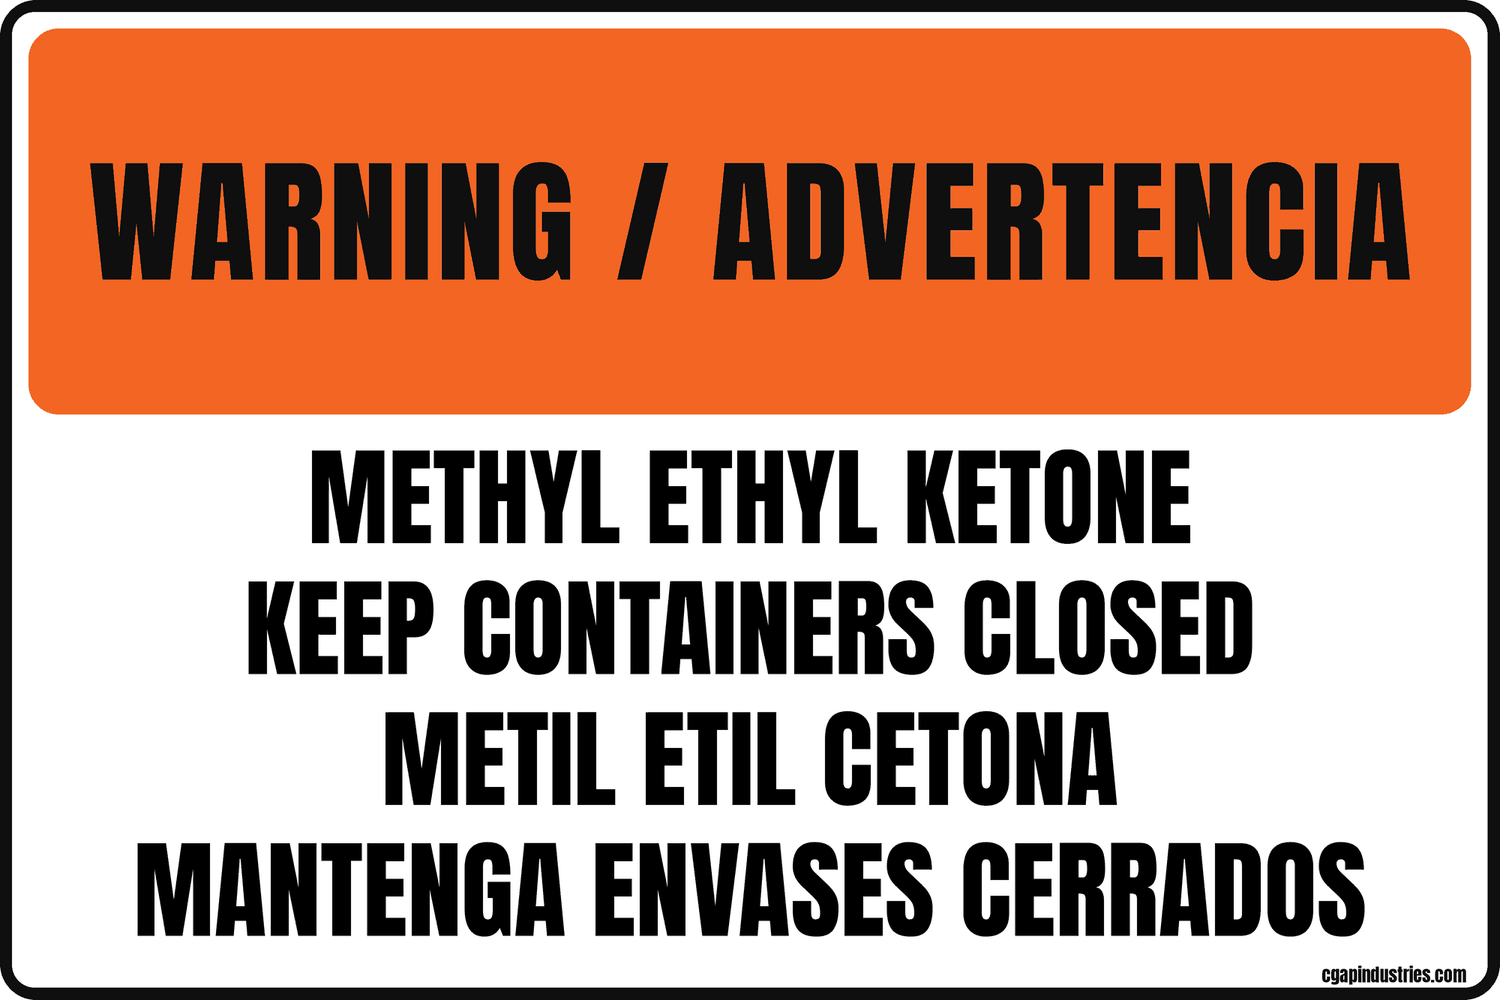 WARNING / ADVERTENCIA
METHYL ETHYL KETONE
KEEP CONTAINERS CLOSED
METIL ETIL CETONA
MANTENGA ENVASES CERRADOS
cgapindustries.com